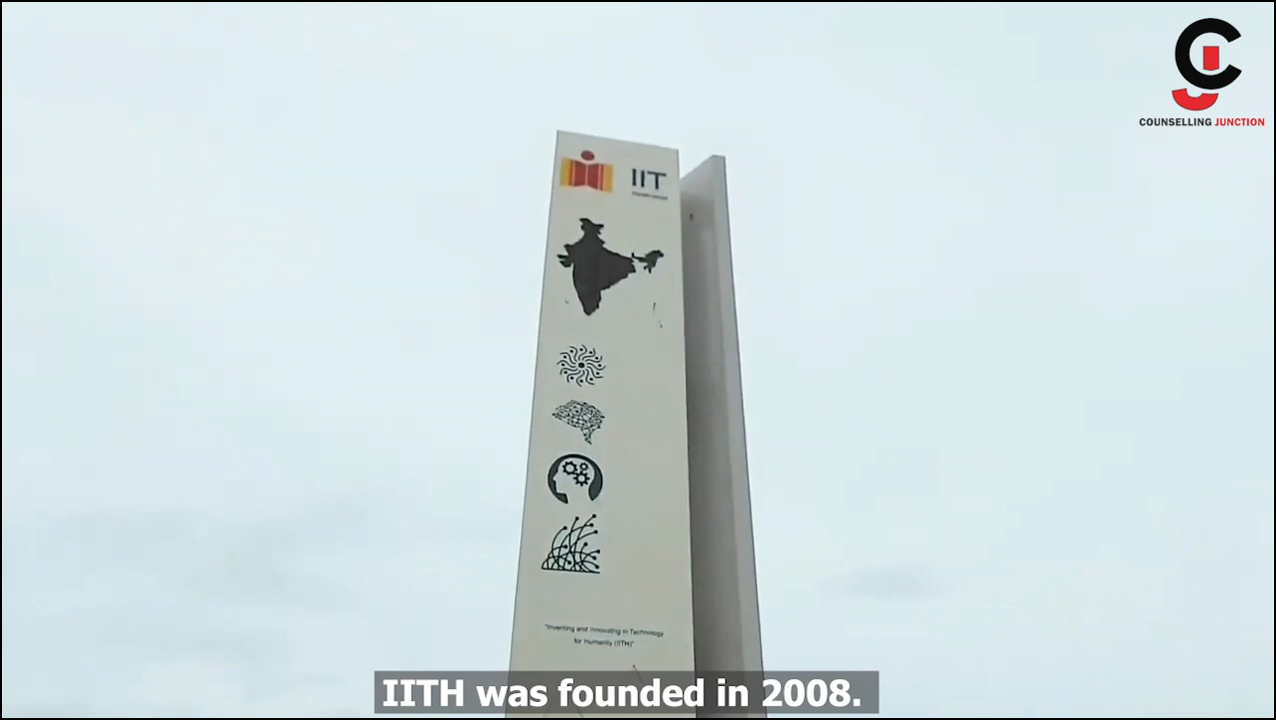 COUNSELLING JUNCTION
IIT
"Inventing and Innovating in Technology
for Humanity (IITH)"
IITH was founded in 2008.